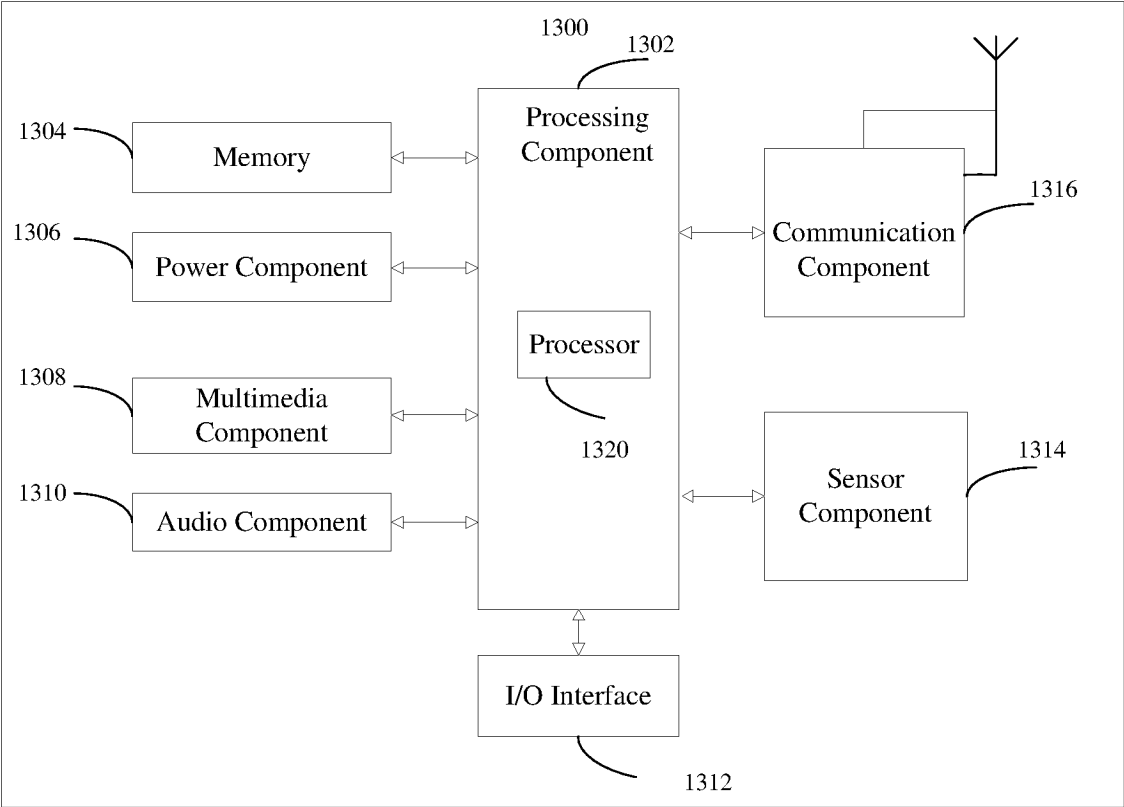 1300
1302
1304
Memory
Processing
Component
1316
Communication
Component
1306
Power Component
Processor
1320
1308
Multimedia
Component
1314
Sensor
Component
1310
Audio Component
I/O Interface
1312